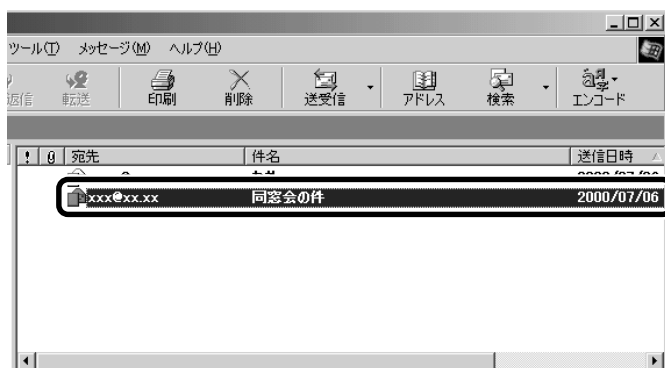 ツール(T) メッセージ(M) ヘルプ(H)
返信 転送 印刷 削除 送受信 アドレス 検索 エンコード
宛先 件名 送信日時
xxx@xx.xx 同窓会の件 2000/07/06